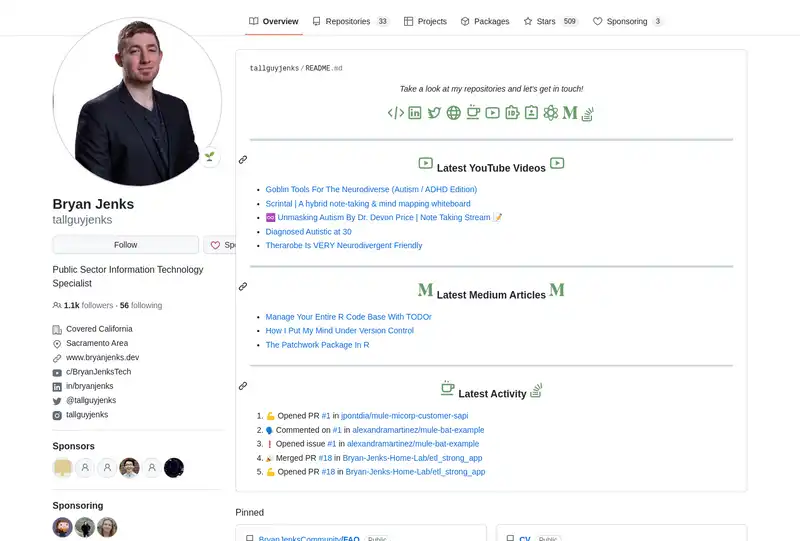 Overview Repositories 33 Projects Packages Stars 509 Sponsoring 3
tallguyjenks/README.md
Take a look at my repositories and let's get in touch!
Latest YouTube Videos
Goblin Tools For The Neurodiverse (Autism / ADHD Edition)
Scrintal | A hybrid note-taking & mind mapping whiteboard
Unmasking Autism By Dr. Devon Price | Note Taking Stream
Diagnosed Autistic at 30
Therarobe Is VERY Neurodivergent Friendly
Latest Medium Articles
Manage Your Entire R Code Base With TODOr
How I Put My Mind Under Version Control
The Patchwork Package In R
Latest Activity
1. Opened PR #1 in jpontdia/mule-micorp-customer-sapi
2. Commented on #1 in alexandramartinez/mule-bat-example
3. Opened issue #1 in alexandramartinez/mule-bat-example
4. Merged PR #18 in Bryan-Jenks-Home-Lab/etl_strong_app
5. Opened PR #18 in Bryan-Jenks-Home-Lab/etl_strong_app
Bryan Jenks
tallguyjenks
Follow Spo
Public Sector Information Technology
Specialist
1.1k followers · 56 following
Covered California
Sacramento Area
www.bryanjenks.dev
c/BryanJenksTech
in/bryanjenks
@tallguyjenks
tallguyjenks
Sponsors
Sponsoring
Pinned
BryanJenksCommunity/FAQ Public
CV Public